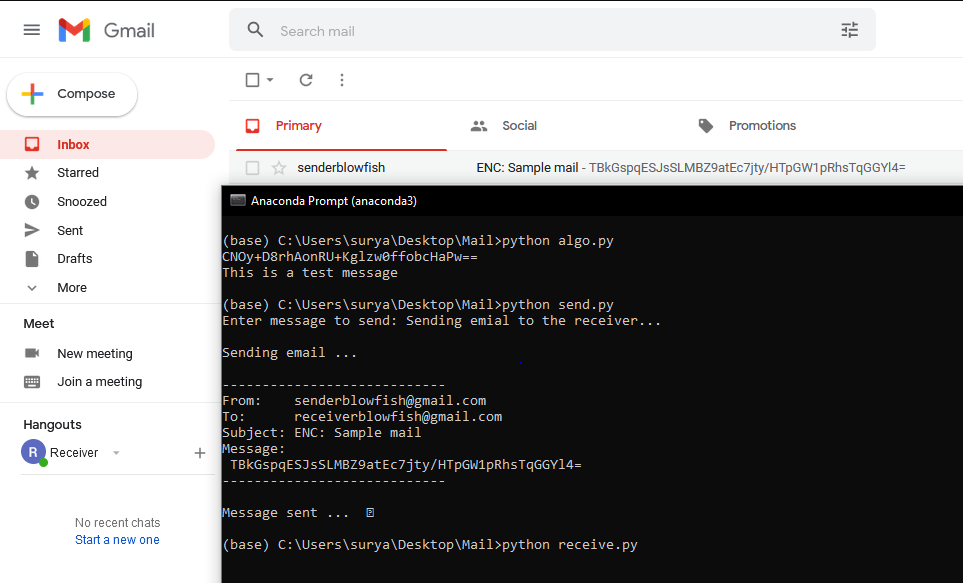 Gmail
Search mail
Compose
Primary
Social
Promotions
Inbox
senderblowfish
ENC: Sample mail - TBkGspqESJsSLMBZ9atEc7jty/HTpGW1pRhsTqGGYl4=
Starred
Snoozed
Sent
Drafts
More
Meet
New meeting
Join a meeting
Hangouts
R
Receiver
No recent chats
Start a new one
Anaconda Prompt (anaconda3)
(base) C:\Users\surya\Desktop\Mail>python algo.py
CNOy+D8rhAonRU+Kglzw0ffobcHaPw==
This is a test message
(base) C:\Users\surya\Desktop\Mail>python send.py
Enter message to send: Sending emial to the receiver...
Sending email ...
----------------------------
From:    senderblowfish@gmail.com
To:      receiverblowfish@gmail.com
Subject: ENC: Sample mail
Message:
TBkGspqESJsSLMBZ9atEc7jty/HTpGW1pRhsTqGGYl4=
----------------------------
Message sent ...
(base) C:\Users\surya\Desktop\Mail>python receive.py